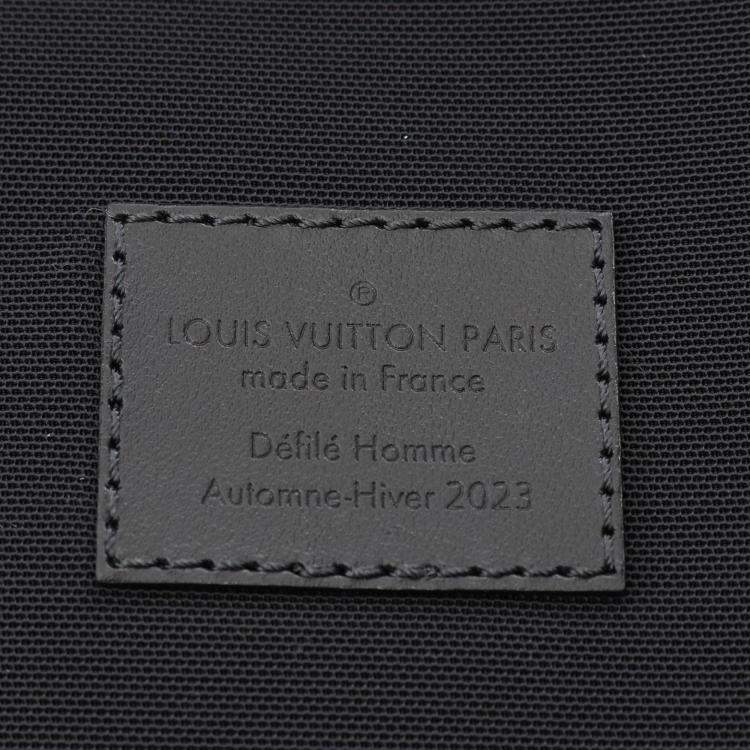 ®
LOUIS VUITTON PARIS
made in France
Défilé Homme
Automne-Hiver 2023